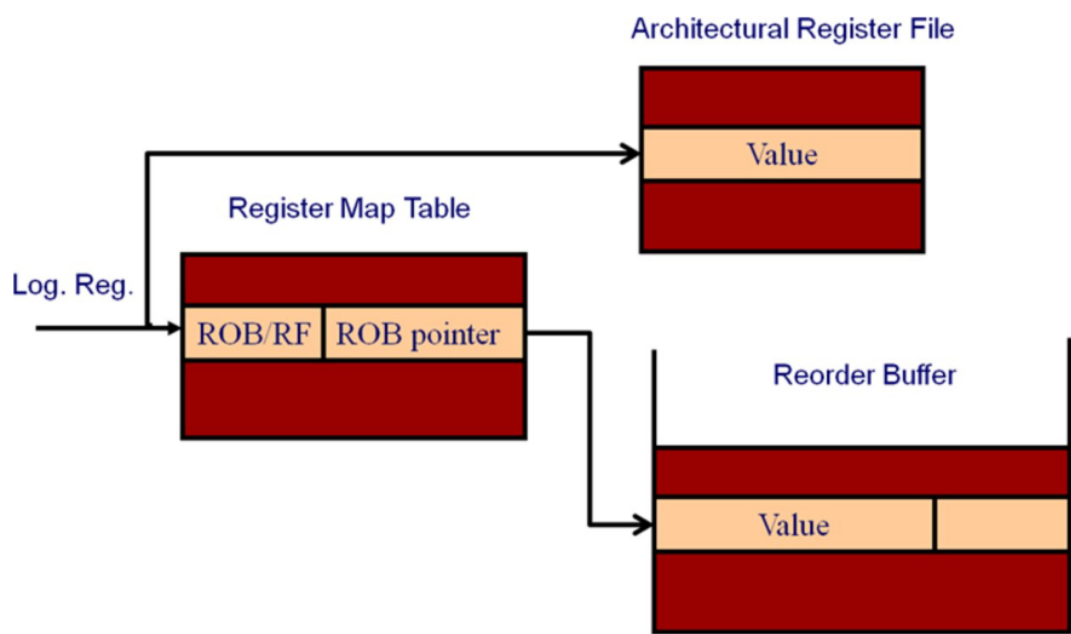 Architectural Register File
Value
Register Map Table
Log. Reg.
ROB/RF
ROB pointer
Reorder Buffer
Value